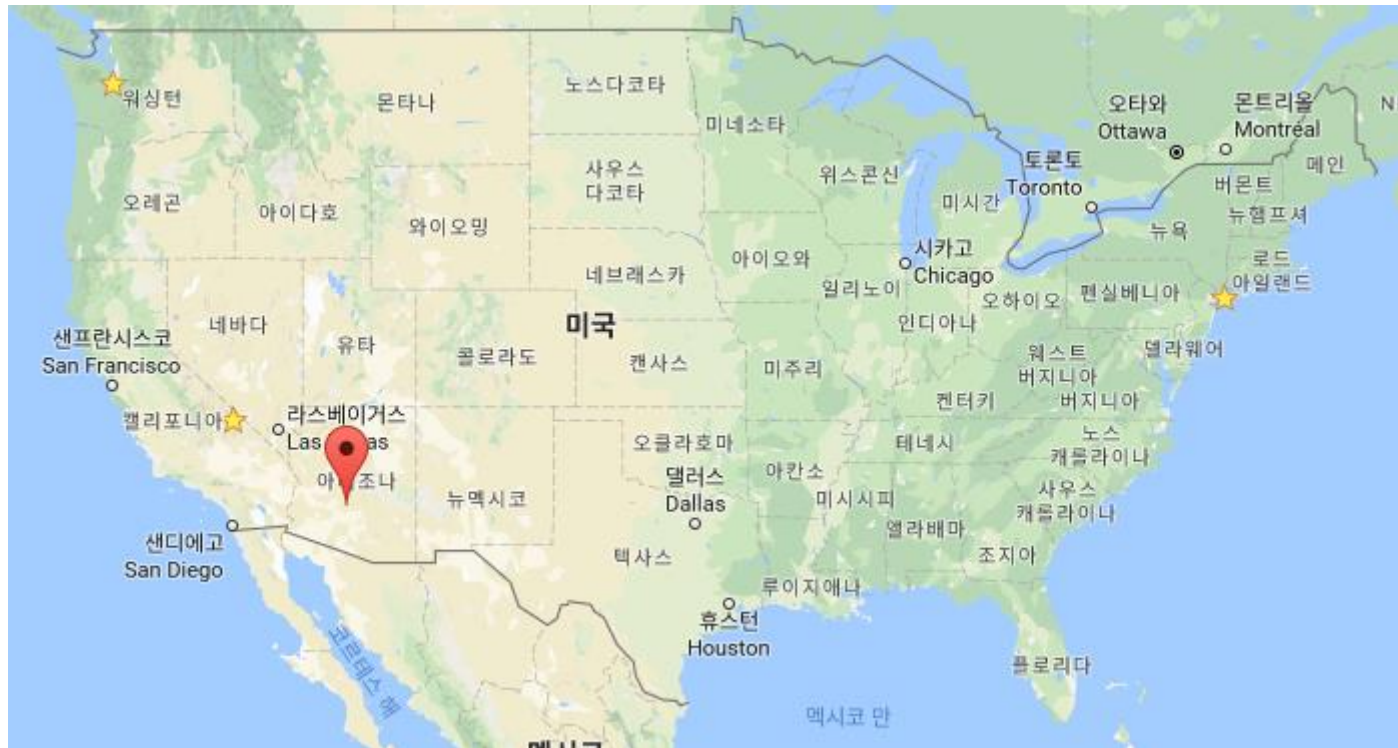 워싱턴
몬타나
노스다코타
미네소타
오타와
Ottawa
몬트리올
Montréal
N
메인
토론토
Toronto
버몬트
뉴햄프셔
뉴욕
위스콘신
미시간
사우스
다코타
오레곤
아이다호
와이오밍
시카고
Chicago
로드
아일랜드
아이오와
네브래스카
일리노이
오하이오
펜실베니아
인디아나
네바다
미국
샌프란시스코
San Francisco
유타
콜로라도
캔사스
미주리
웨스트
버지니아
델라웨어
켄터키
버지니아
캘리포니아
라스베이거스
오클라호마
테네시
노스
캐롤라이나
아칸소
댈러스
Dallas
뉴멕시코
미시시피
사우스
캐롤라이나
앨라배마
샌디에고
San Diego
텍사스
조지아
루이지애나
휴스턴
Houston
코르테스 해
플로리다
멕시코 만